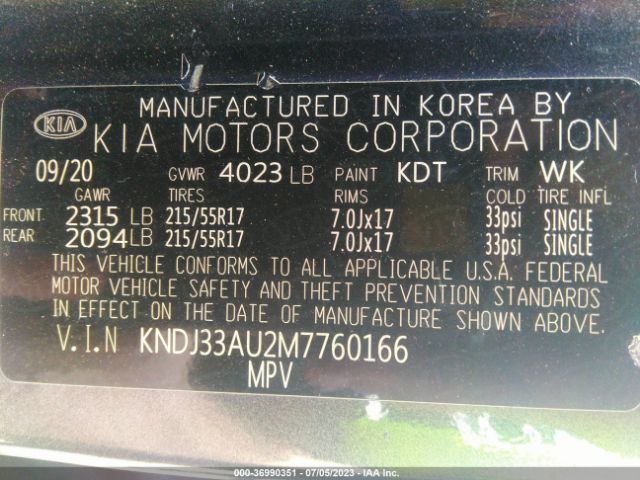 MANUFACTURED IN KOREA BY
KIA KIA MOTORS CORPORATION
09/20 GVWR 4023 LB PAINT KDT TRIM WK
GAWR TIRES RIMS COLD TIRE INFL
FRONT 2315 LB 215/55R17 7.0Jx17 33psi SINGLE
REAR 2094 LB 215/55R17 7.0Jx17 33psi SINGLE
THIS VEHICLE CONFORMS TO ALL APPLICABLE U.S.A. FEDERAL
MOTOR VEHICLE SAFETY AND THEFT PREVENTION STANDARDS
IN EFFECT ON THE DATE OF MANUFACTURE SHOWN ABOVE.
V.I.N KNDJ33AU2M7760166
MPV
000-36990351 - 07/05/2023 - IAA Inc.